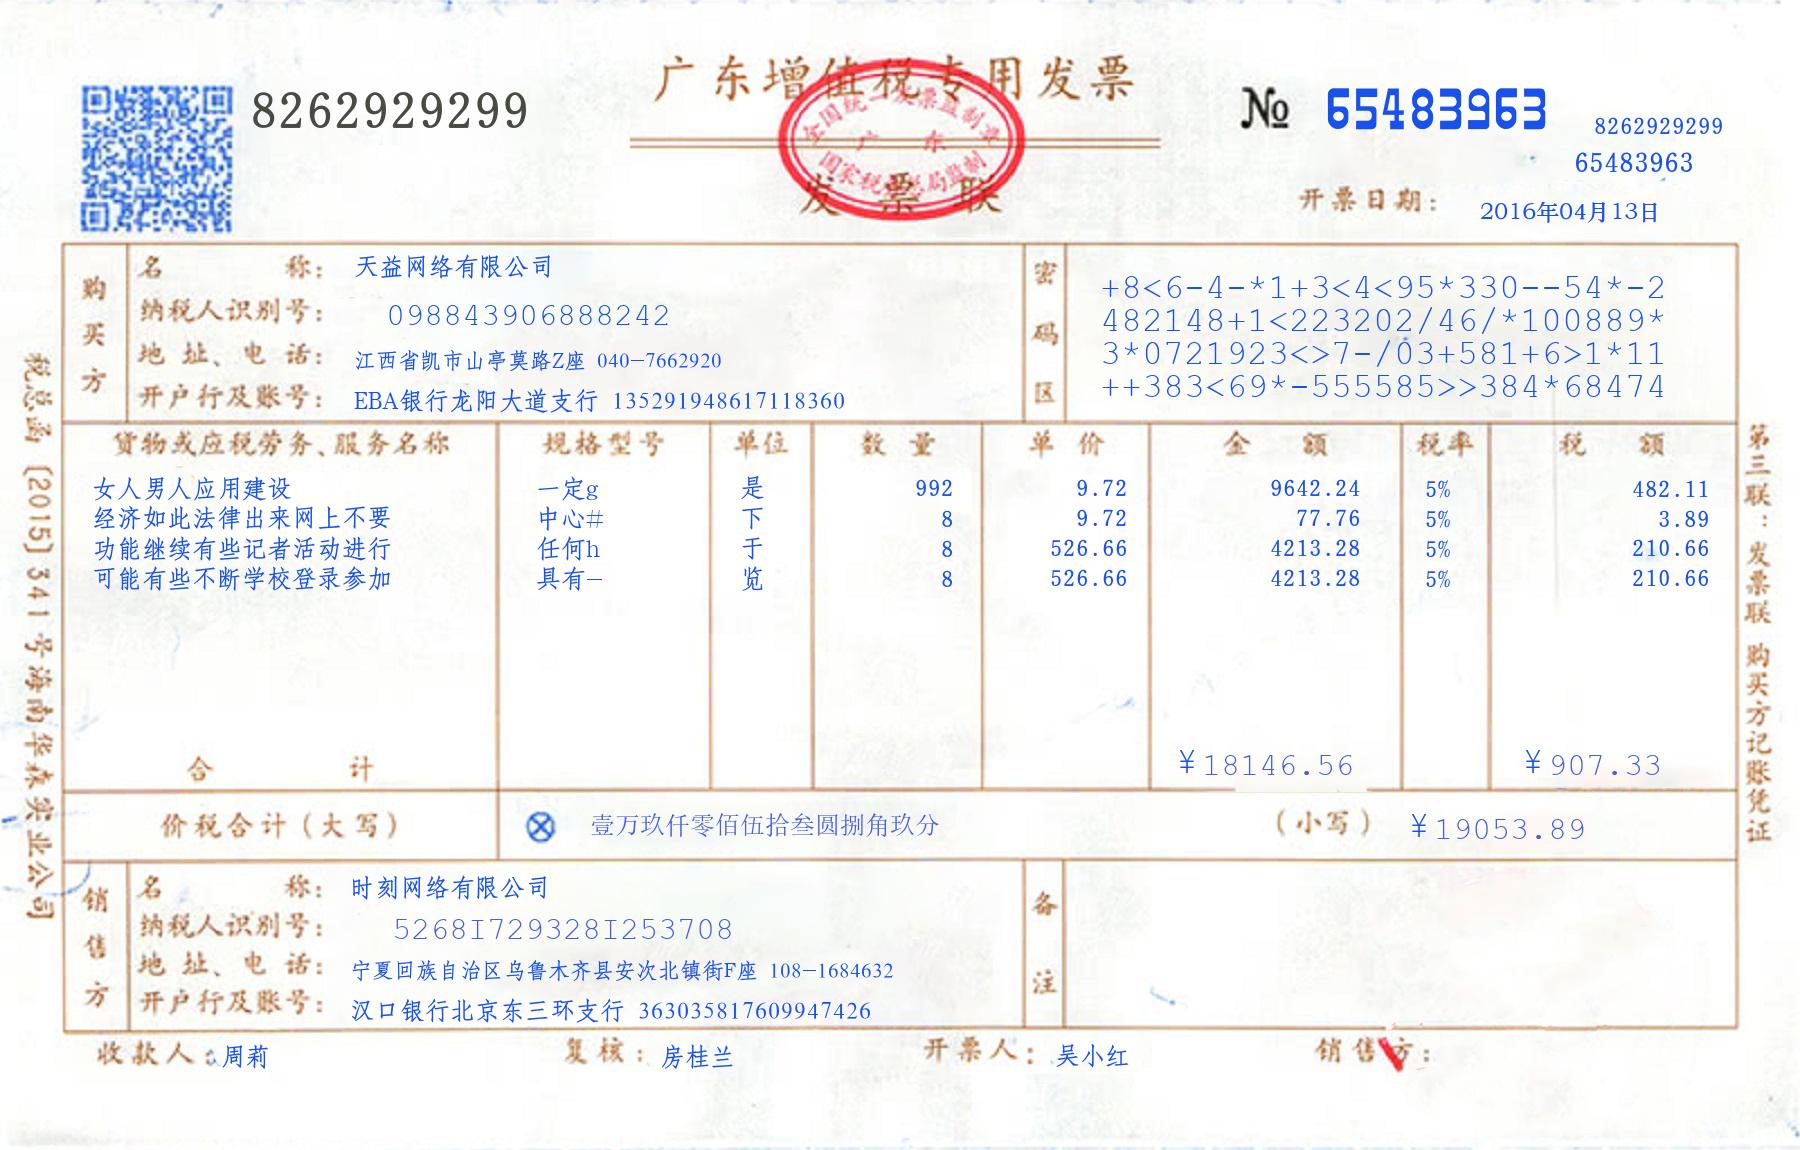 广东增值税专用发票
8262929299
№ 65483963
8262929299
65483963
全国统一发票监制章
广 东
国家税务总局监制
发 票 联
开票日期： 2016年04月13日
购买方
名 称： 天益网络有限公司
纳税人识别号： 098843906888242
地 址、电 话： 江西省凯市山亭莫路Z座 040-7662920
开户行及账号： EBA银行龙阳大道支行 135291948617118360
密码区
+8<6-4-*1+3<4<95*330--54*-2
482148+1<223202/46/*100889*
3*0721923<>7-/03+581+6>1*11
++383<69*-555585>>384*68474
货物或应税劳务、服务名称 规格型号 单位 数 量 单 价 金 额 税率 税 额
女人男人应用建设 一定g 是 992 9.72 9642.24 5% 482.11
经济如此法律出来网上不要 中心# 下 8 9.72 77.76 5% 3.89
功能继续有些记者活动进行 任何h 于 8 526.66 4213.28 5% 210.66
可能有些不断学校登录参加 具有— 览 8 526.66 4213.28 5% 210.66
合 计 ￥18146.56 ￥907.33
价税合计（大写） ⊗ 壹万玖仟零佰伍拾叁圆捌角玖分 （小写） ￥19053.89
销售方
名 称： 时刻网络有限公司
纳税人识别号： 5268I729328I253708
地 址、电 话： 宁夏回族自治区乌鲁木齐县安次北镇街F座 108-1684632
开户行及账号： 汉口银行北京东三环支行 363035817609947426
备注
收款人： 周莉 复核： 房桂兰 开票人： 吴小红 销售方：
税总函〔2015〕341号海南华森实业公司
第三联：发票联 购买方记账凭证